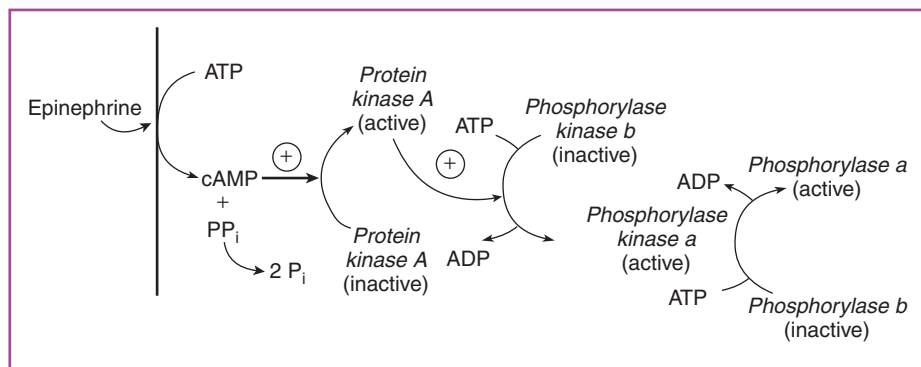 Epinephrine
ATP
cAMP
+
PPi
2 Pi
+
Protein
kinase A
(active)
Protein
kinase A
(inactive)
+
ATP
ADP
Phosphorylase
kinase b
(inactive)
Phosphorylase
kinase a
(active)
ADP
ATP
Phosphorylase a
(active)
Phosphorylase b
(inactive)